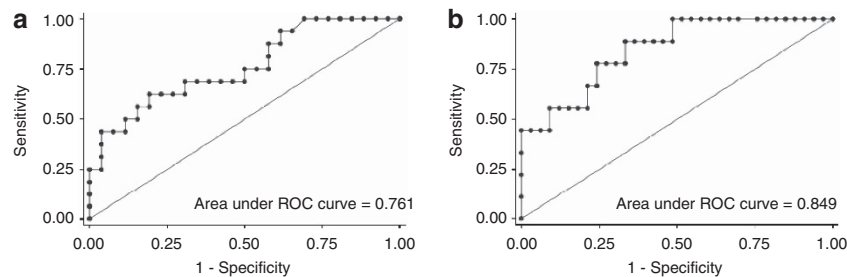 a
1.00
0.75
0.50
0.25
0.00
Sensitivity
Area under ROC curve = 0.761
0.00 0.25 0.50 0.75 1.00
1 - Specificity
b
1.00
0.75
0.50
0.25
0.00
Sensitivity
Area under ROC curve = 0.849
0.00 0.25 0.50 0.75 1.00
1 - Specificity